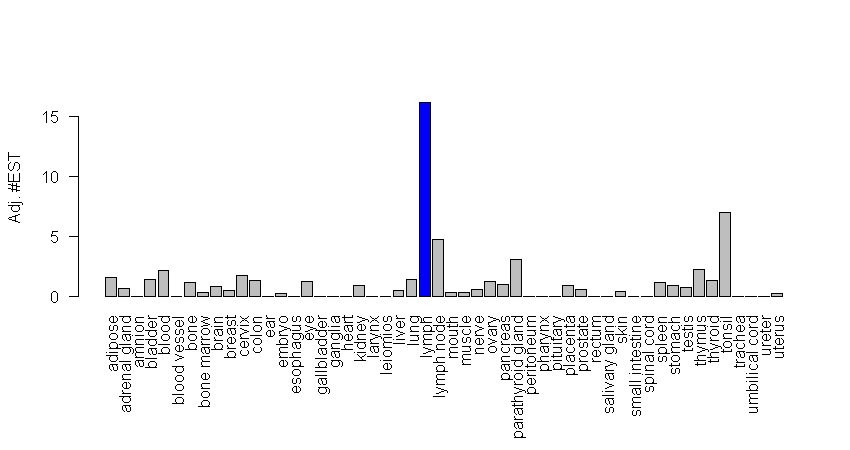 Adj. #EST
15
10
5
0
adipose
adrenal gland
amnion
bladder
blood
blood vessel
bone
bone marrow
brain
breast
cervix
colon
ear
embryo
esophagus
eye
gallbladder
ganglia
heart
kidney
larynx
leiomios
liver
lung
lymph
lymph node
mouth
muscle
nerve
ovary
pancreas
parathyroid gland
peritoneum
pharynx
pituitary
placenta
prostate
rectum
salivary gland
skin
small intestine
spinal cord
spleen
stomach
testis
thymus
thyroid
tonsil
trachea
umbilical cord
ureter
uterus